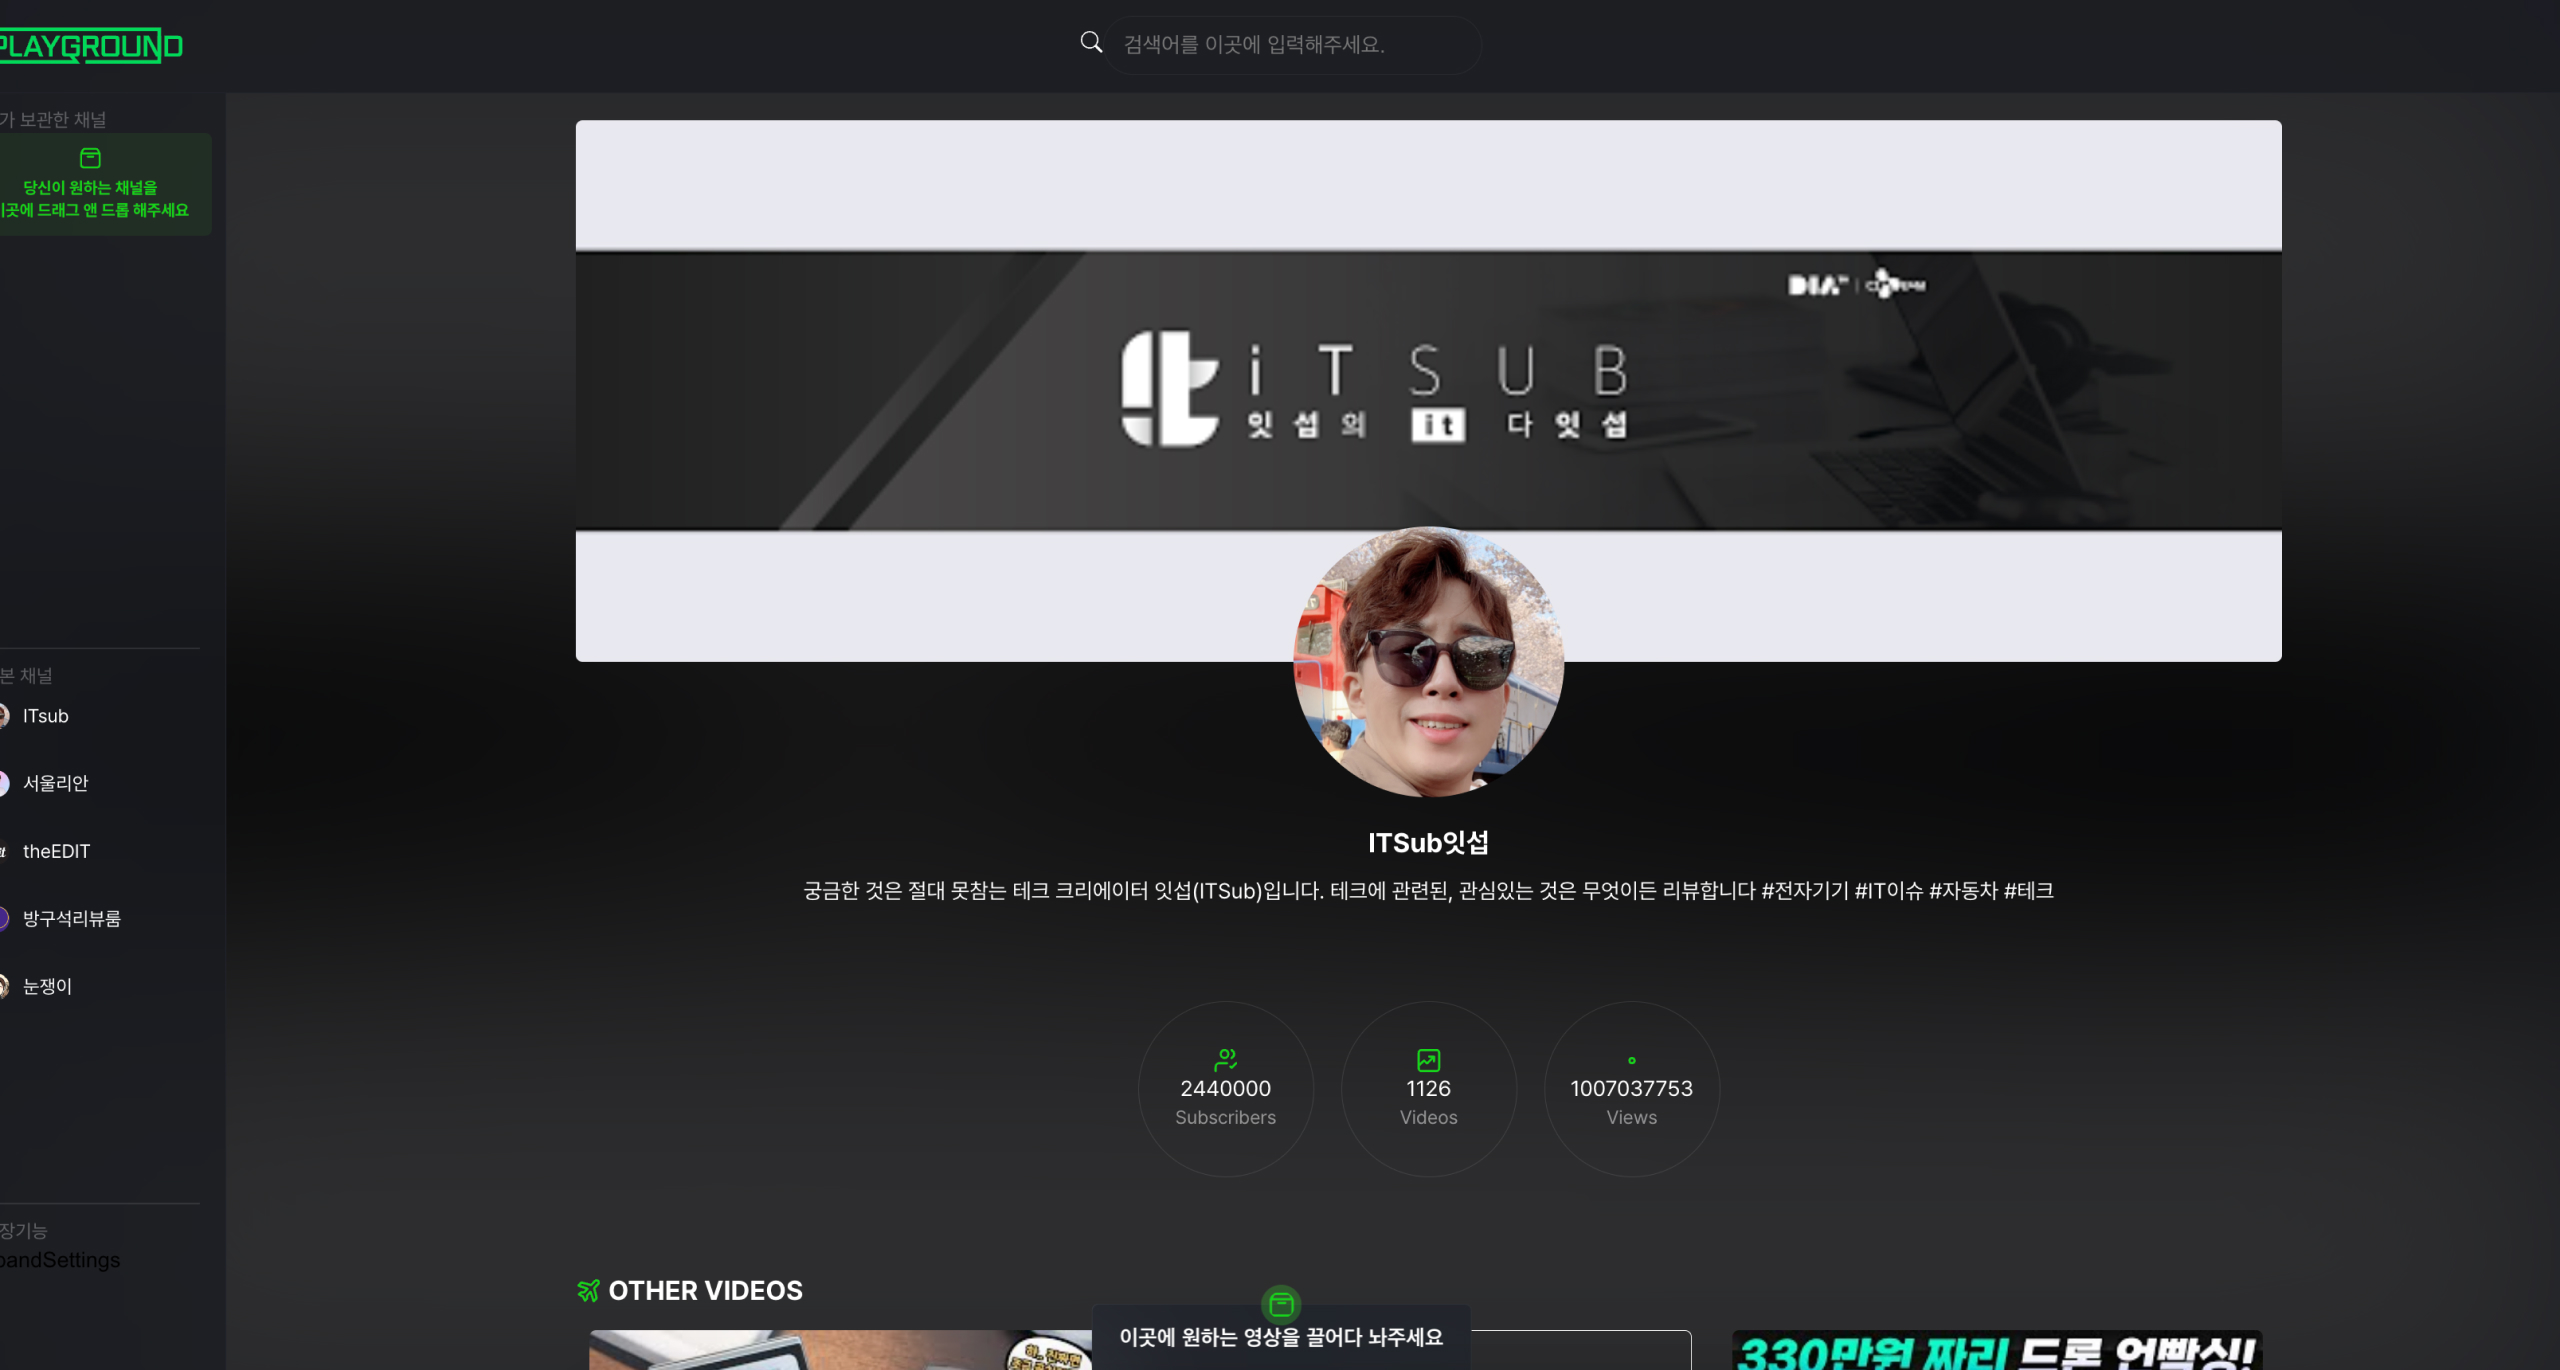 PLAYGROUND
검색어를 이곳에 입력해주세요.
가 보관한 채널
당신이 원하는 채널을
이곳에 드래그 앤 드롭 해주세요
DIA
iT SUB
잇섭의 it 다잇섭
본 채널
ITsub
서울리안
theEDIT
방구석리뷰룸
눈쟁이
ITSub잇섭
궁금한 것은 절대 못참는 테크 크리에이터 잇섭(ITSub)입니다. 테크에 관련된, 관심있는 것은 무엇이든 리뷰합니다 #전자기기 #IT이슈 #자동차 #테크
2440000
Subscribers
1126
Videos
1007037753
Views
장기능
pandSettings
OTHER VIDEOS
이곳에 원하는 영상을 끌어다 놔주세요
하.. 진짜면
330만원 짜리 드론 언빡싱!